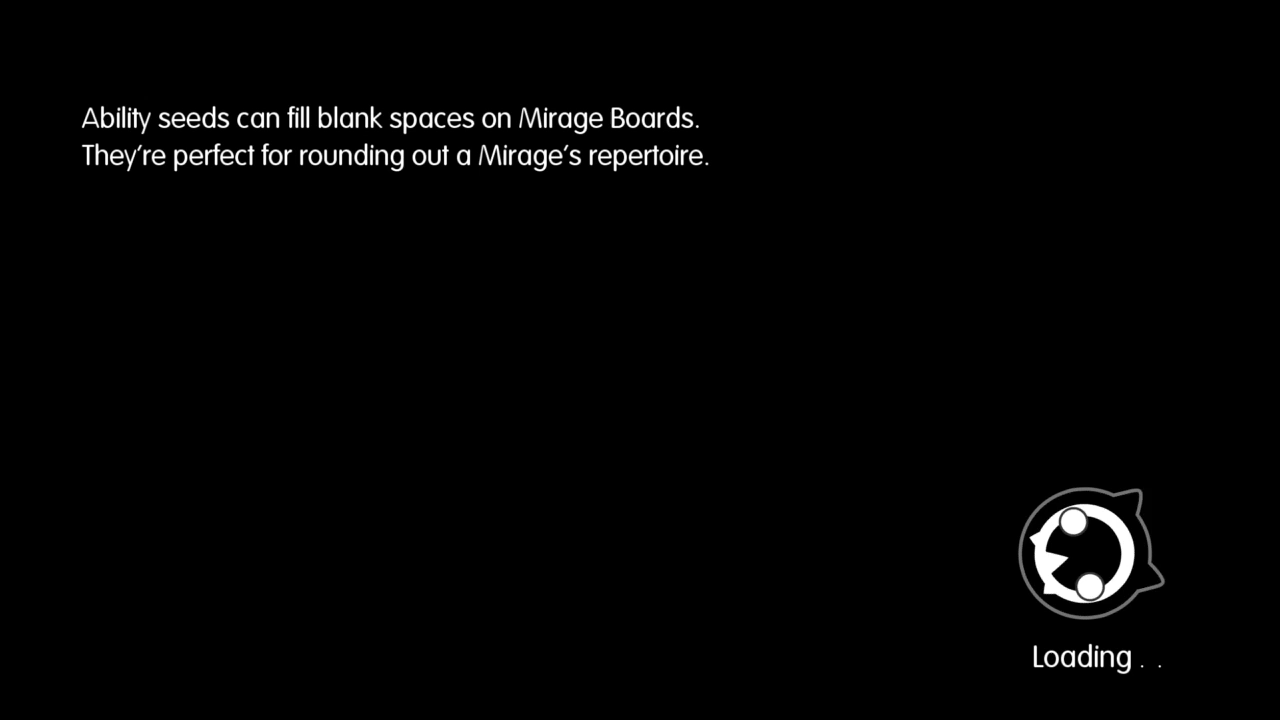 Ability seeds can fill blank spaces on Mirage Boards.
They're perfect for rounding out a Mirage's repertoire.
Loading . .